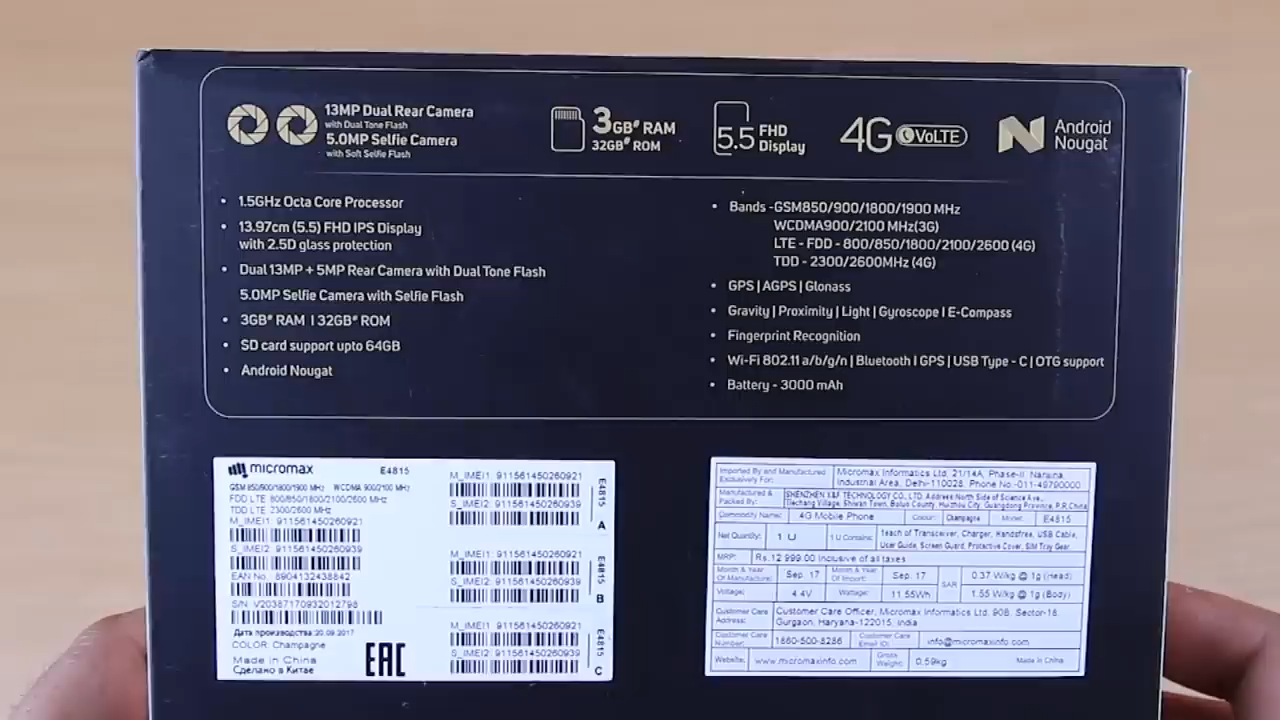 13MP Dual Rear Camera
with Dual Tone Flash
5.0MP Selfie Camera
with Soft Selfie Flash
3GB# RAM
32GB# ROM
5.5 FHD
Display
4G VoLTE
Android
Nougat
• 1.5GHz Octa Core Processor
• 13.97cm (5.5) FHD IPS Display
with 2.5D glass protection
• Dual 13MP + 5MP Rear Camera with Dual Tone Flash
5.0MP Selfie Camera with Selfie Flash
• 3GB# RAM | 32GB# ROM
• SD card support upto 64GB
• Android Nougat
• Bands -GSM850/900/1800/1900 MHz
WCDMA900/2100 MHz(3G)
LTE - FDD - 800/850/1800/2100/2600 (4G)
TDD - 2300/2600MHz (4G)
• GPS | AGPS | Glonass
• Gravity | Proximity | Light | Gyroscope | E-Compass
• Fingerprint Recognition
• Wi-Fi 802.11 a/b/g/n | Bluetooth | GPS | USB Type - C | OTG support
• Battery - 3000 mAh
micromax E4815
GSM 850/900/1800/1900 MHz WCDMA 900/2100 MHz
FDD LTE 800/850/1800/2100/2600 MHz
TDD LTE 2300/2600 MHz
M_IMEI1 911561450260921
S_IMEI2 911561450260939
EAN No. 8904132438842
S/N V20387170932012798
Дата производства: 20.09.2017
COLOR: Champagne
Made in China
Сделано в Китае
EAC
M_IMEI1 911561450260921
S_IMEI2 911561450260939
E4815 A
M_IMEI1 911561450260921
S_IMEI2 911561450260939
E4815 B
M_IMEI1 911561450260921
S_IMEI2 911561450260939
E4815 C
Imported By and Manufactured Exclusively For: Micromax Informatics Ltd. 21/14A, Phase-II, Naraina
Industrial Area, Delhi-110028. Phone No.-011-49790000
Manufactured & Packed By: SHENZHEN X&F TECHNOLOGY CO., LTD. Address North Side of Science Ave.,
Tiechang Village, Shiwan Town, Boluo County, Huizhou City, Guangdong Province, P.R.China
Commodity Name: 4G Mobile Phone Colour: Champagne Model: E4815
Net Quantity: 1 U 1 U Contains: 1each of Transceiver, Charger, Handsfree, USB Cable,
User Guide, Screen Guard, Protective Cover, SIM Tray Gear
MRP: Rs.12 999.00 Inclusive of all taxes
Month & Year Of Manufacture: Sep. 17 Month & Year Of Import: Sep. 17 SAR 0.37 W/kg @ 1g (Head)
Voltage: 4.4V Wattage: 11.55Wh 1.55 W/kg @ 1g (Body)
Customer Care Address: Customer Care Officer, Micromax Informatics Ltd. 90B, Sector-18,
Gurgaon, Haryana-122015, India
Customer Care Number: 1860-500-8286 Customer Care Email ID: info@micromaxinfo.com
Website: www.micromaxinfo.com Gross Weight: 0.59kg Made in China